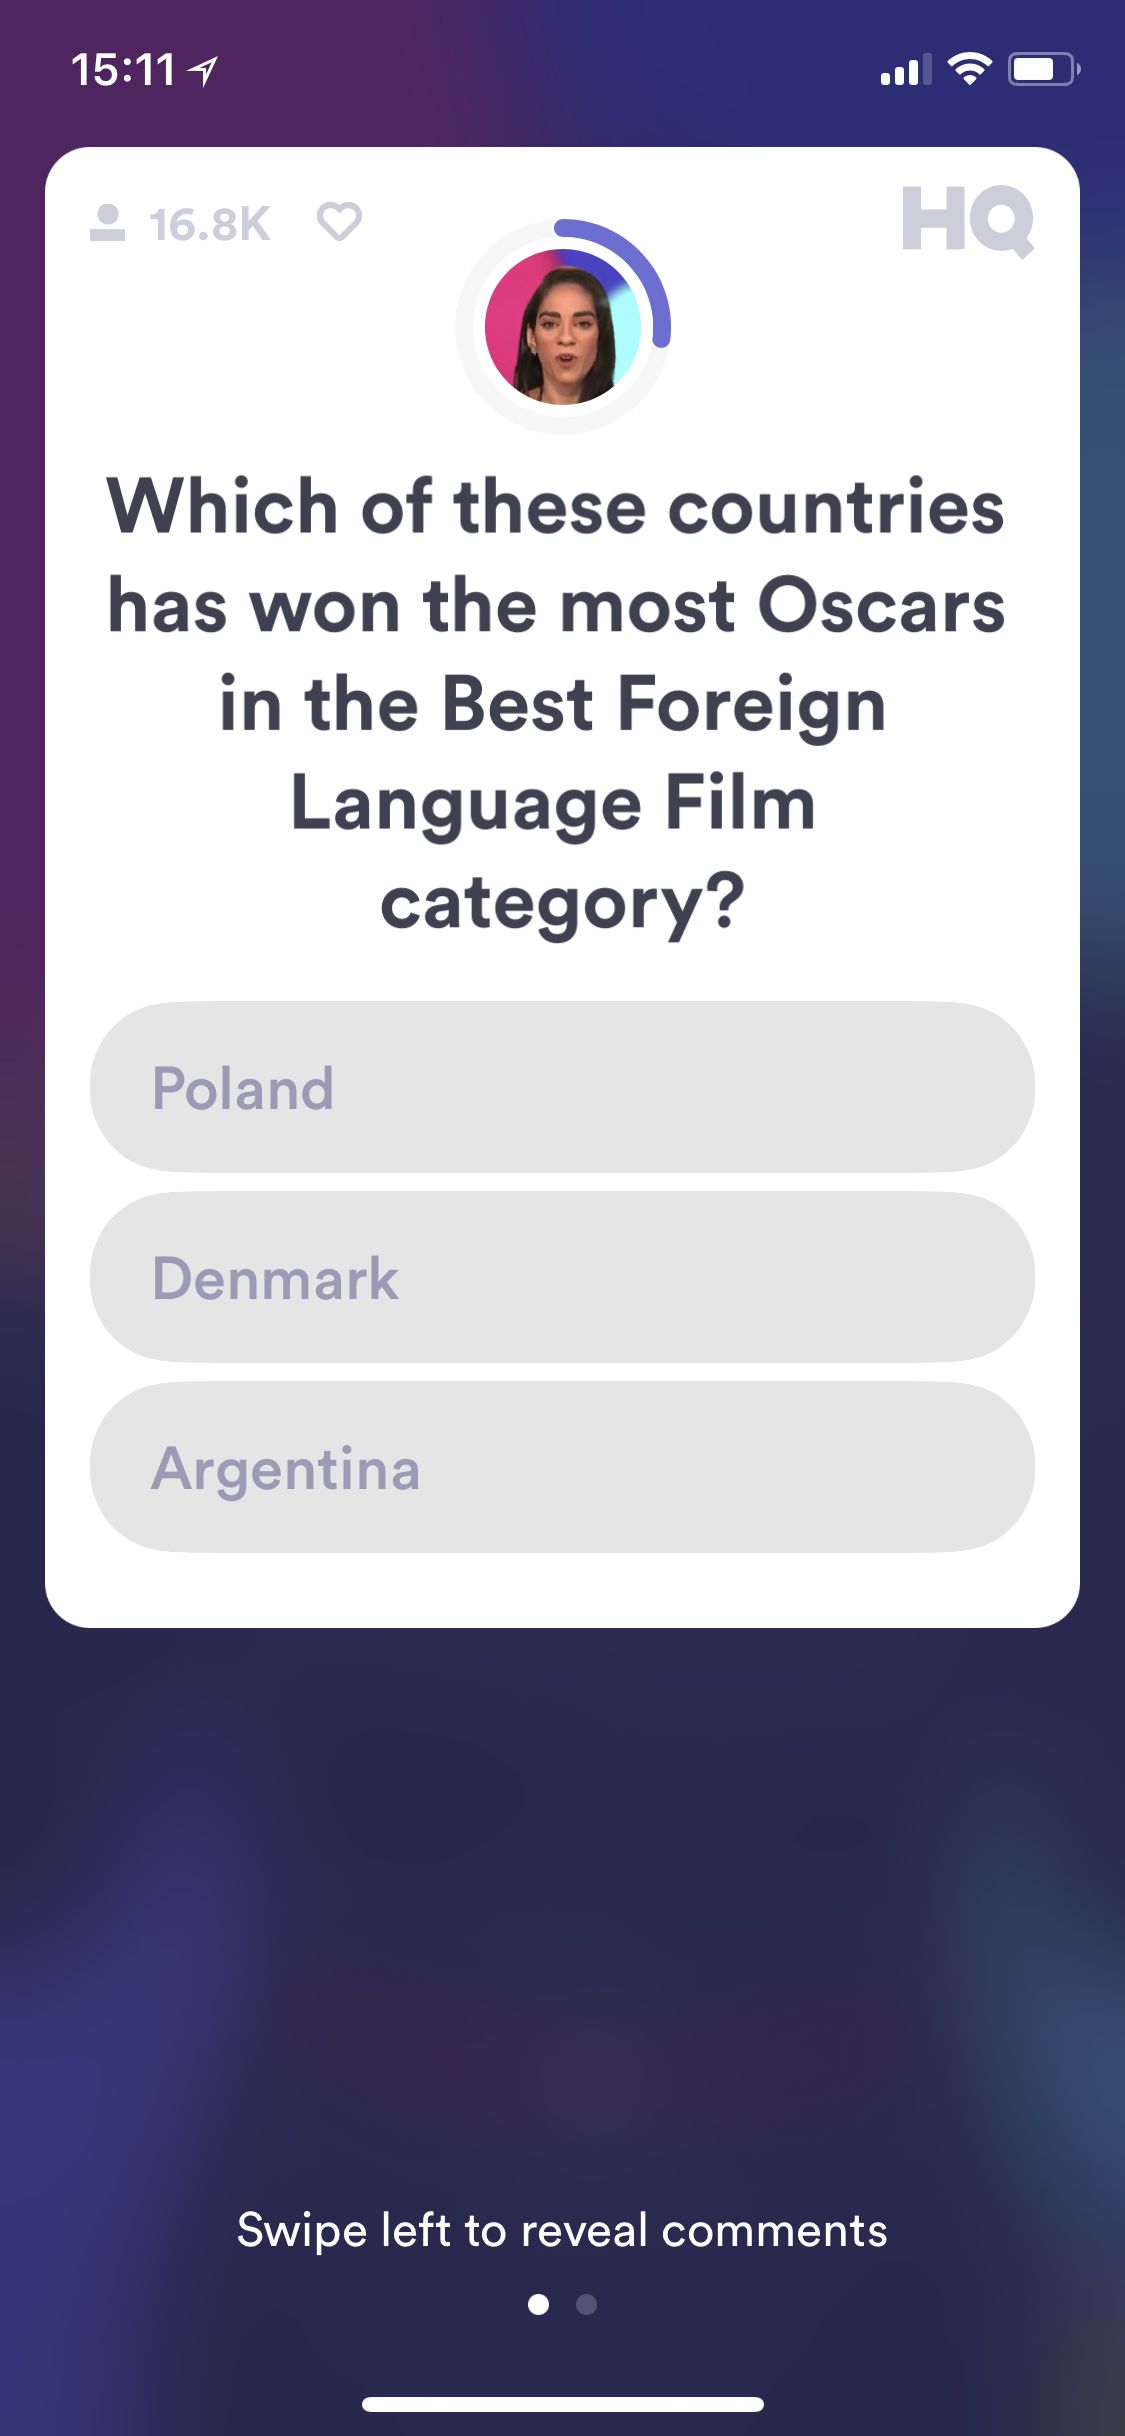 15:11
16.8K
HQ
Which of these countries
has won the most Oscars
in the Best Foreign
Language Film
category?
Poland
Denmark
Argentina
Swipe left to reveal comments